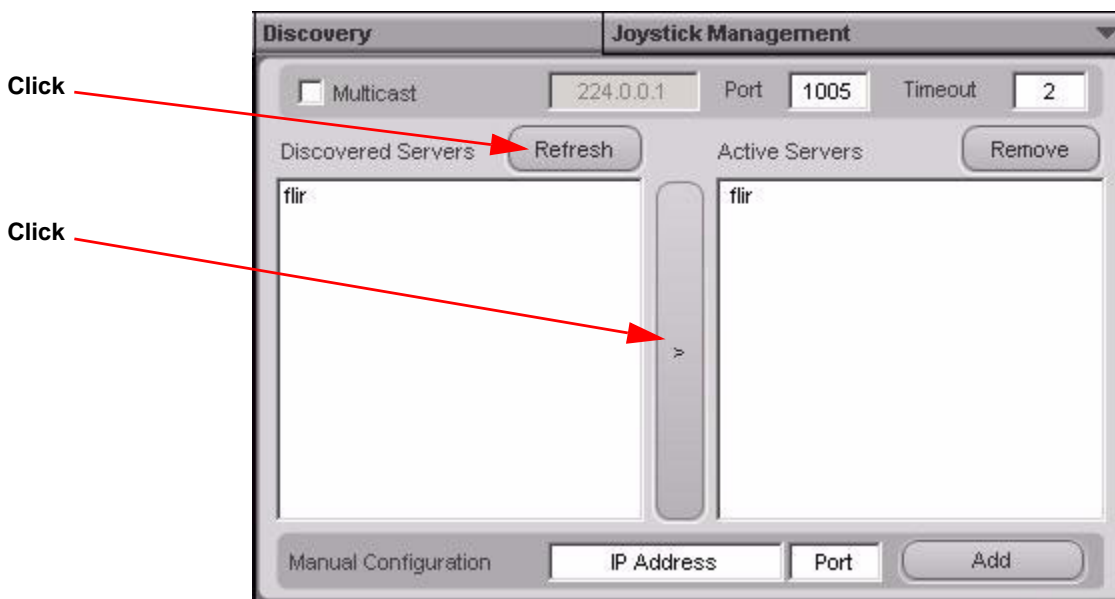 Discovery Joystick Management
Click
Multicast 224.0.0.1 Port 1005 Timeout 2
Discovered Servers Refresh Active Servers Remove
flir flir
Click
>
Manual Configuration IP Address Port Add